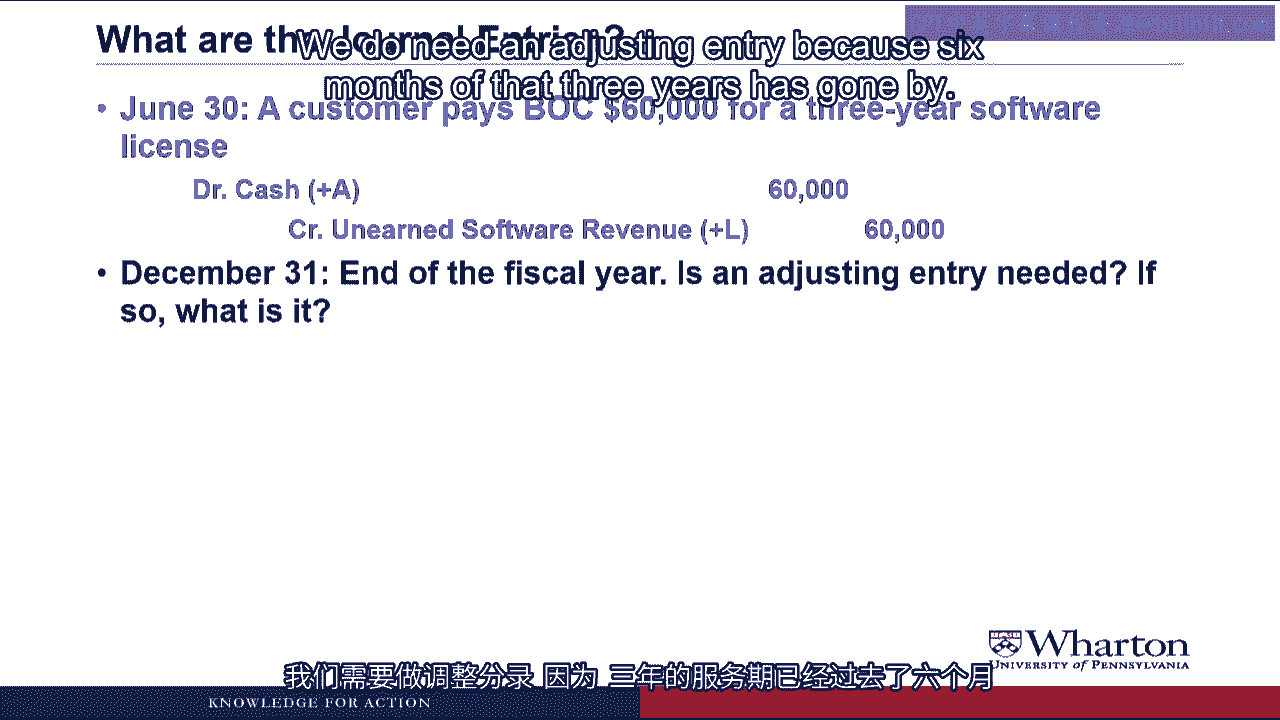 What are the Journal Entries?
We do need an adjusting entry because six
months of that three years has gone by.
• June 30: A customer pays BOC $60,000 for a three-year software
license
Dr. Cash (+A) 60,000
Cr. Unearned Software Revenue (+L) 60,000
• December 31: End of the fiscal year. Is an adjusting entry needed? If
so, what is it?
Wharton
UNIVERSITY of PENNSYLVANIA
我们需要做调整分录 因为 三年的服务期已经过去了六个月
KNOWLEDGE FOR ACTION